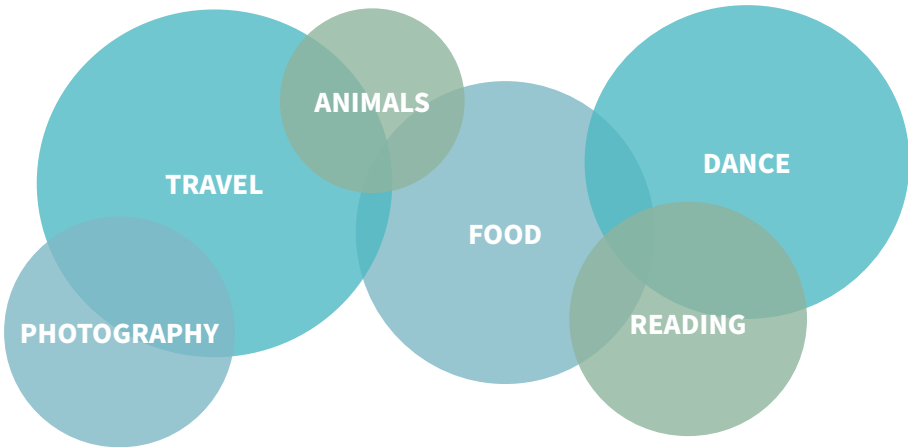 ANIMALS
TRAVEL
DANCE
FOOD
PHOTOGRAPHY
READING